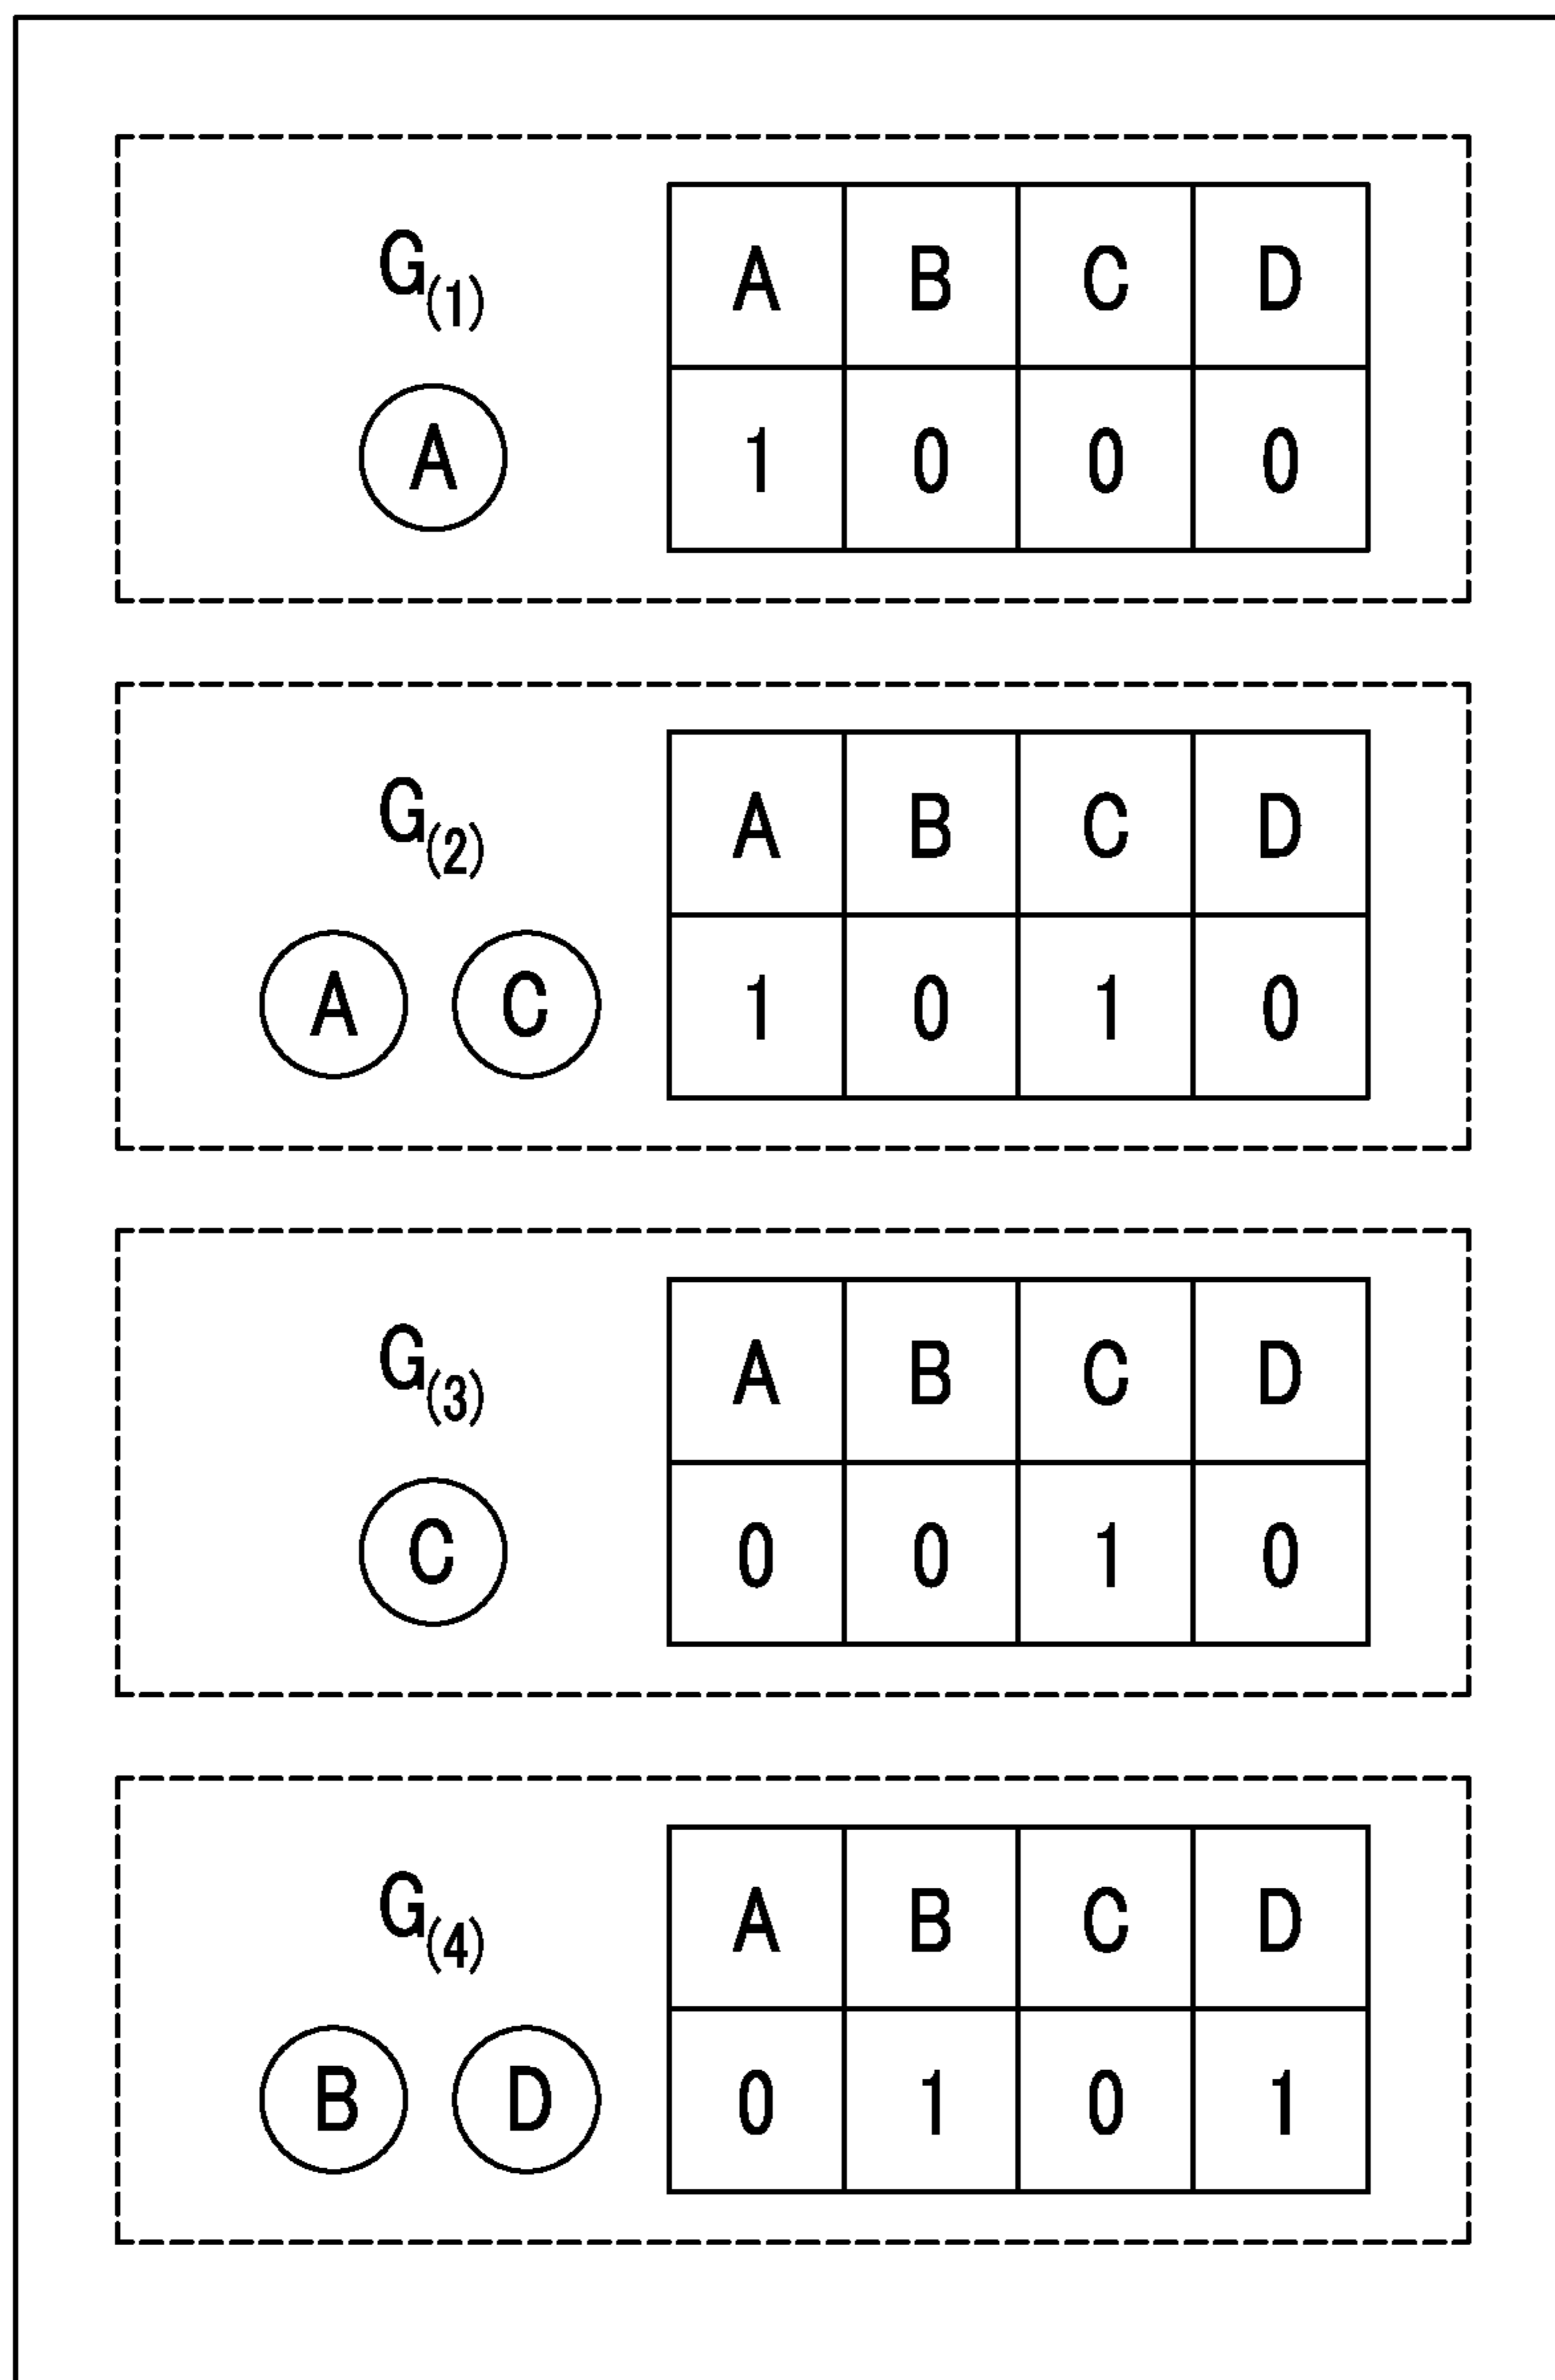 G(1)
A B C D
A
1 0 0 0
G(2)
A B C D
A C
1 0 1 0
G(3)
A B C D
C
0 0 1 0
G(4)
A B C D
B D
0 1 0 1